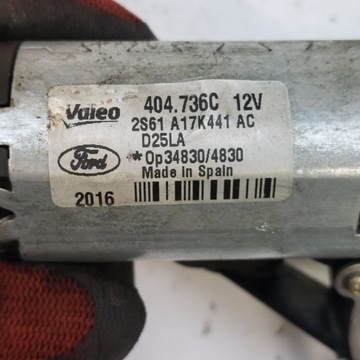 Valeo 404.736C 12V
2S61 A17K441 AC
D25LA
Ford *Op34830/4830
Made in Spain
2016